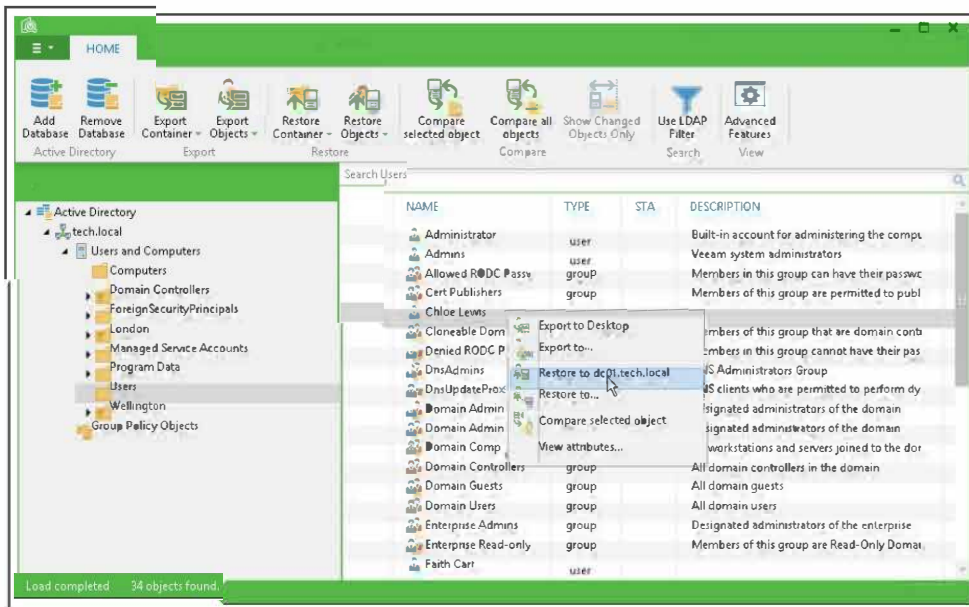 HOME
Add Database
Remove Database
Export Container
Export Objects
Restore Container
Restore Objects
Compare selected object
Compare all objects
Show Changed Objects Only
Use LDAP Filter
Advanced Features
Active Directory
Export
Restore
Compare
Search
View
Search Users
Active Directory
tech.local
Users and Computers
Computers
Domain Controllers
ForeignSecurityPrincipals
London
Managed Service Accounts
Program Data
Users
Wellington
Group Policy Objects
NAME TYPE STA DESCRIPTION
Administrator user Built-in account for administering the compu
Admins user Veeam system administrators
Allowed RODC Passw group Members in this group can have their passwc
Cert Publishers group Members of this group are permitted to publ
Chloe Lewis
Cloneable Dom embers of this group that are domain conti
Denied RODC P embers in this group cannot have their pas
DnsAdmins NS Administrators Group
DnsUpdateProx NS clients who are permitted to perform dy
Domain Admin signated administrators of the domain
Domain Admin signated administrators of the domain
Domain Comp workstations and servers joined to the dor
Domain Controllers group All domain controllers in the domain
Domain Guests group All domain guests
Domain Users group All domain users
Enterprise Admins group Designated administrators of the enterprise
Enterprise Read-only group Members of this group are Read-Only Domai
Faith Carr user
Export to Desktop
Export to...
Restore to dc01.tech.local
Restore to...
Compare selected object
View attributes...
Load completed 34 objects found.